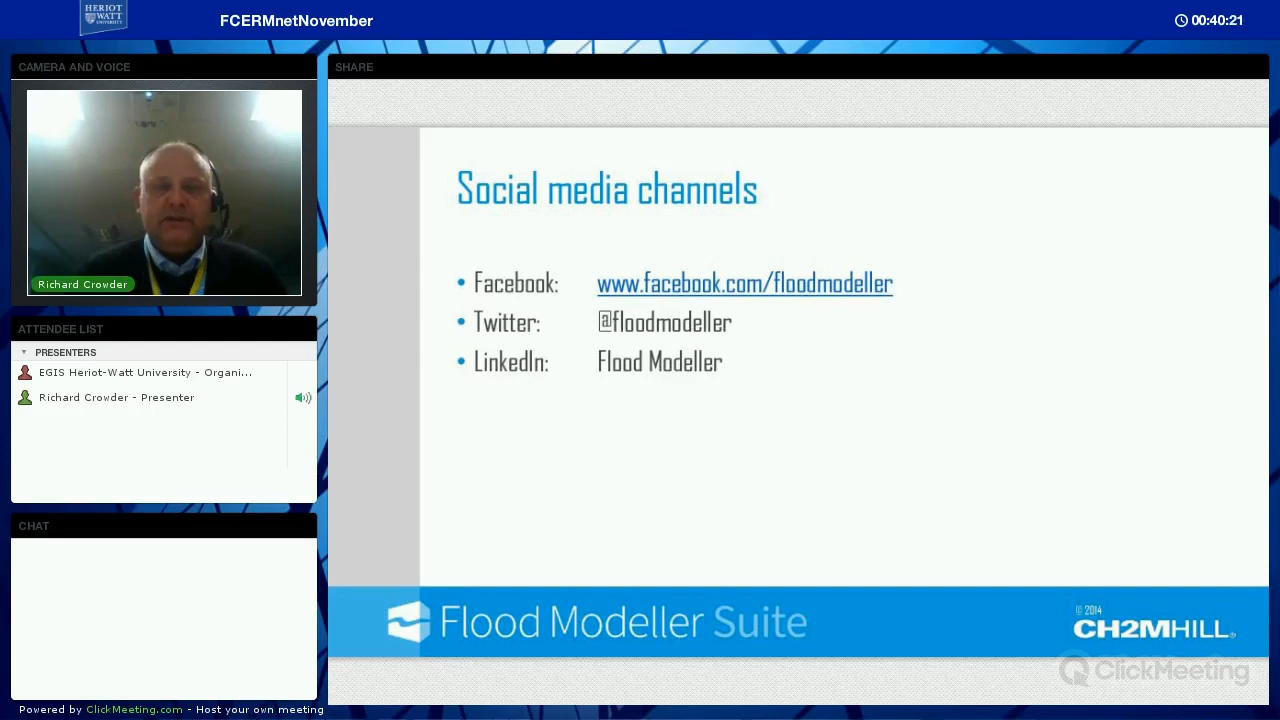 HERIOT
WATT
UNIVERSITY
FCERMnetNovember
00:40:21
CAMERA AND VOICE
Richard Crowder
ATTENDEE LIST
PRESENTERS
EGIS Heriot-Watt University - Organi...
Richard Crowder - Presenter
CHAT
Powered by ClickMeeting.com - Host your own meeting
SHARE
Social media channels
• Facebook: www.facebook.com/floodmodeller
• Twitter: @floodmodeller
• LinkedIn: Flood Modeller
Flood Modeller Suite
© 2014
CH2MHILL®
ClickMeeting